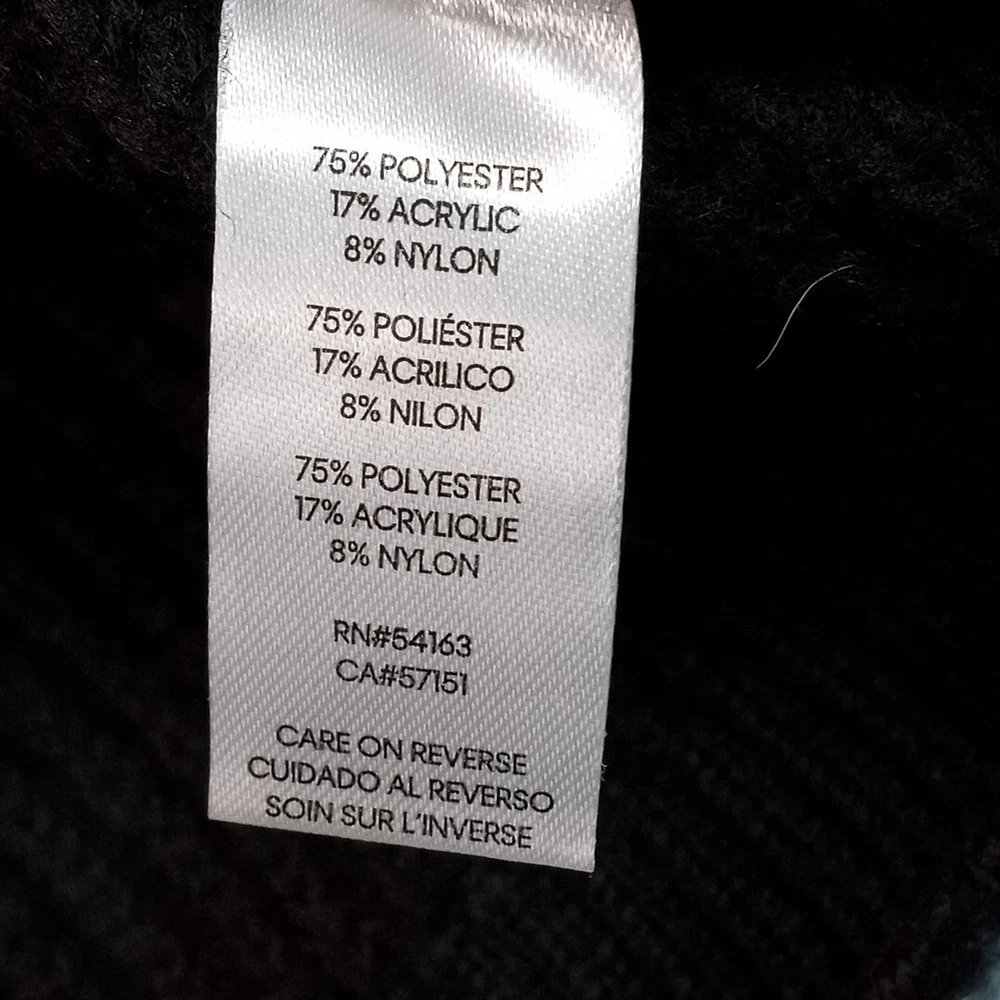 75% POLYESTER
17% ACRYLIC
8% NYLON
75% POLIÉSTER
17% ACRILICO
8% NILON
75% POLYESTER
17% ACRYLIQUE
8% NYLON
RN#54163
CA#57151
CARE ON REVERSE
CUIDADO AL REVERSO
SOIN SUR L'INVERSE